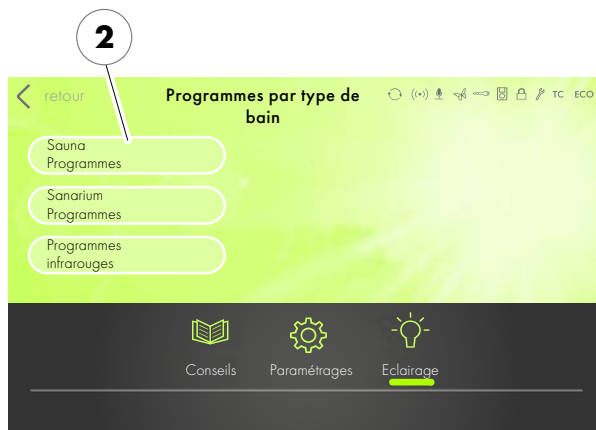 2
retour
Programmes par type de
bain
TC ECO
Sauna
Programmes
Sanarium
Programmes
Programmes
infrarouges
Conseils Paramétrages Eclairage